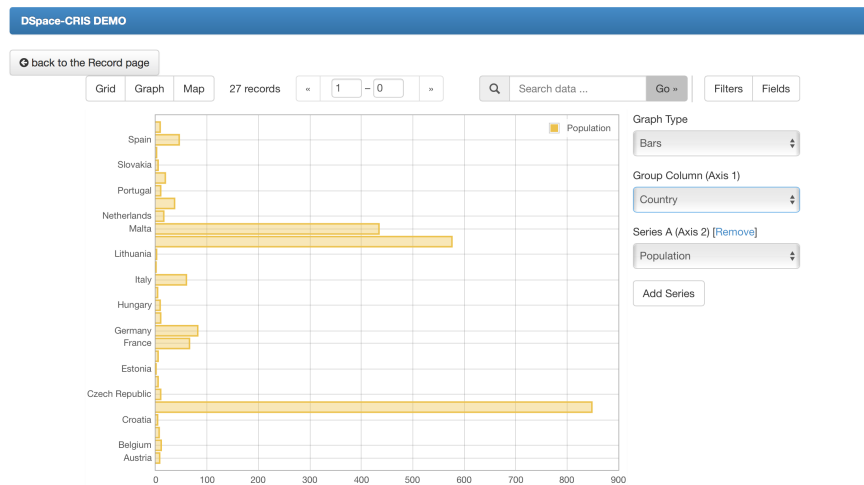 DSpace-CRIS DEMO
back to the Record page
Grid Graph Map 27 records « 1 – 0 » Search data ... Go » Filters Fields
Population
Spain
Slovakia
Portugal
Netherlands
Malta
Lithuania
Italy
Hungary
Germany
France
Estonia
Czech Republic
Croatia
Belgium
Austria
0 100 200 300 400 500 600 700 800 900
Graph Type
Bars
Group Column (Axis 1)
Country
Series A (Axis 2) [Remove]
Population
Add Series